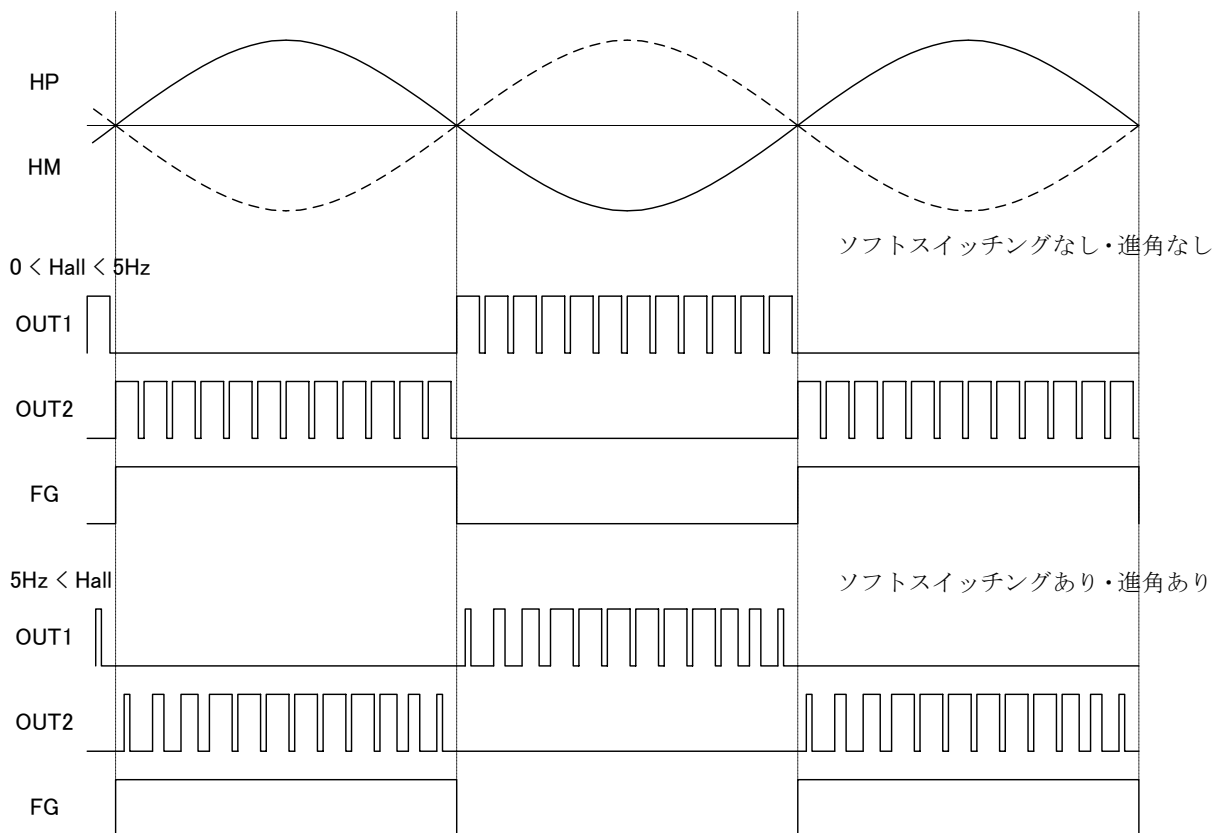 HP
HM
ソフトスイッチングなし・進角なし
0 < Hall < 5Hz
OUT1
OUT2
FG
5Hz < Hall
ソフトスイッチングあり・進角あり
OUT1
OUT2
FG